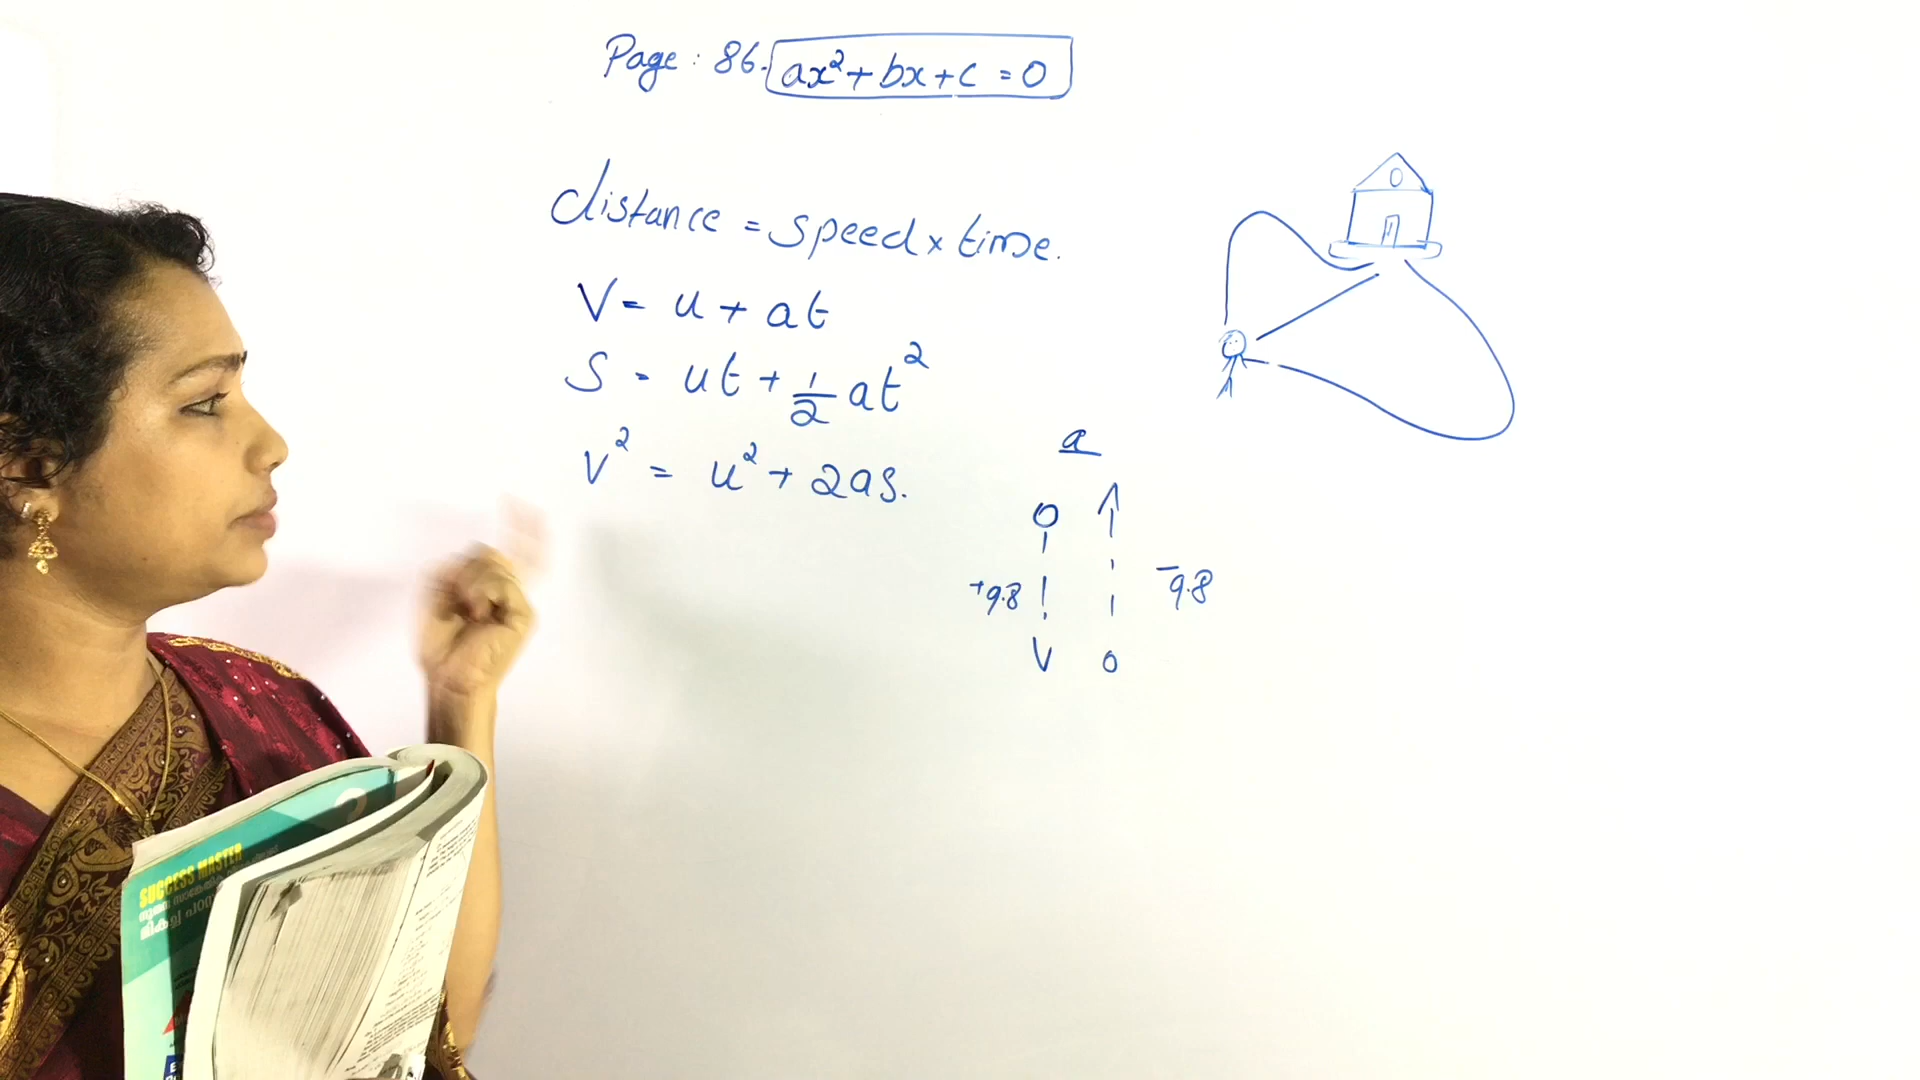 Page : 86. ax²+bx+c = 0
distance = speed × time.
V = u + at
S = ut + 1/2 at²
v² = u² + 2as.
a
+9.8
-9.8
SUCCESS MASTER